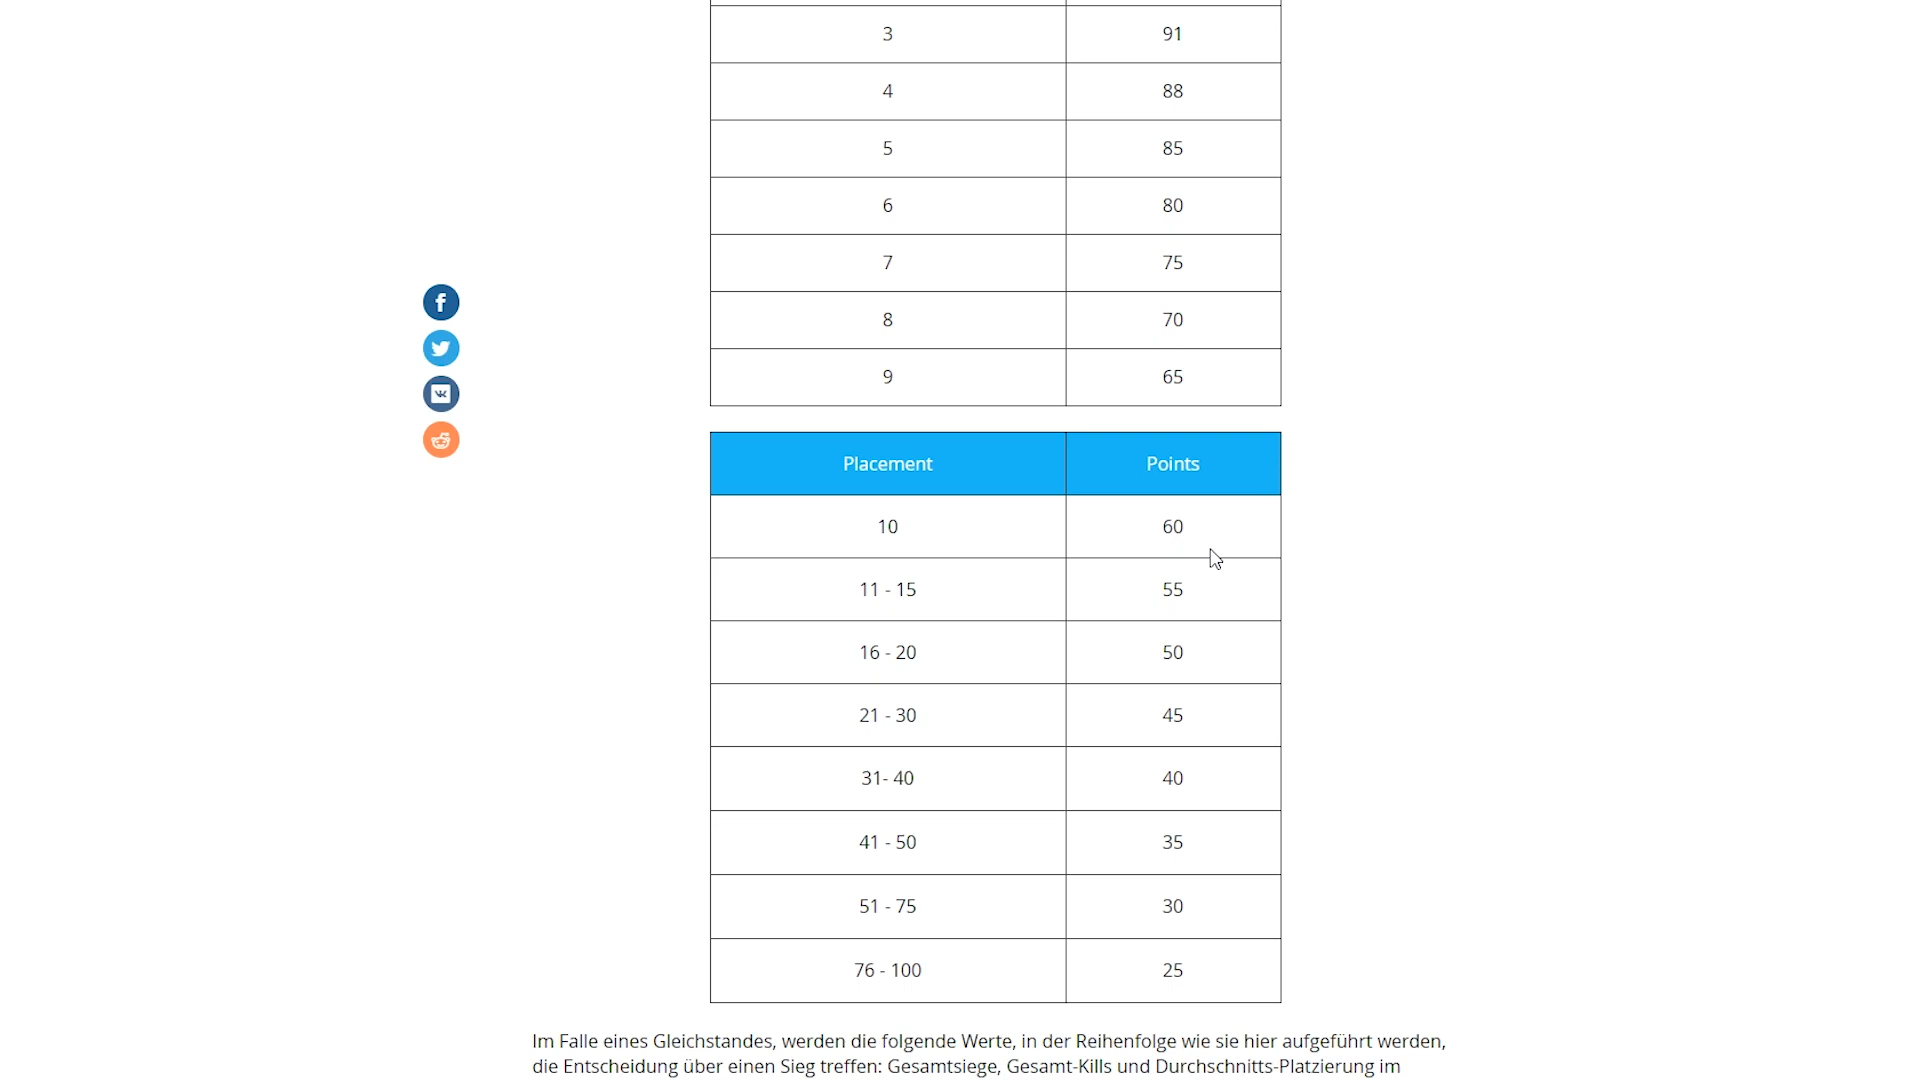 3 91
4 88
5 85
6 80
7 75
8 70
9 65
Placement Points
10 60
11 - 15 55
16 - 20 50
21 - 30 45
31- 40 40
41 - 50 35
51 - 75 30
76 - 100 25
Im Falle eines Gleichstandes, werden die folgende Werte, in der Reihenfolge wie sie hier aufgeführt werden,
die Entscheidung über einen Sieg treffen: Gesamtsiege, Gesamt-Kills und Durchschnitts-Platzierung im